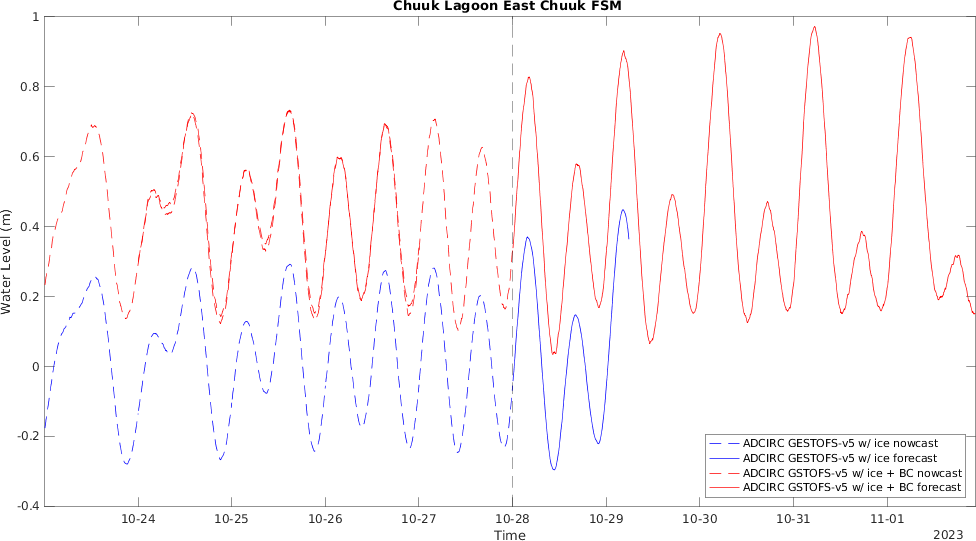 Chuuk Lagoon East Chuuk FSM
1
0.8
0.6
0.4
0.2
0
-0.2
-0.4
Water Level (m)
ADCIRC GESTOFS-v5 w/ ice nowcast
ADCIRC GESTOFS-v5 w/ ice forecast
ADCIRC GSTOFS-v5 w/ ice + BC nowcast
ADCIRC GSTOFS-v5 w/ ice + BC forecast
10-24 10-25 10-26 10-27 10-28 10-29 10-30 10-31 11-01
Time
2023